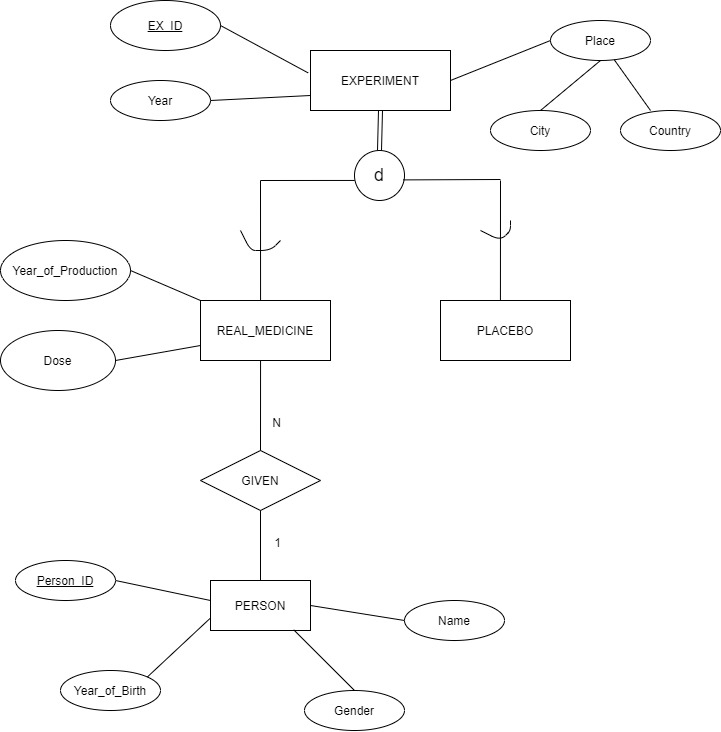 EX_ID
EXPERIMENT
Place
Year
City
Country
d
Year_of_Production
REAL_MEDICINE
PLACEBO
Dose
N
GIVEN
1
Person_ID
PERSON
Name
Year_of_Birth
Gender